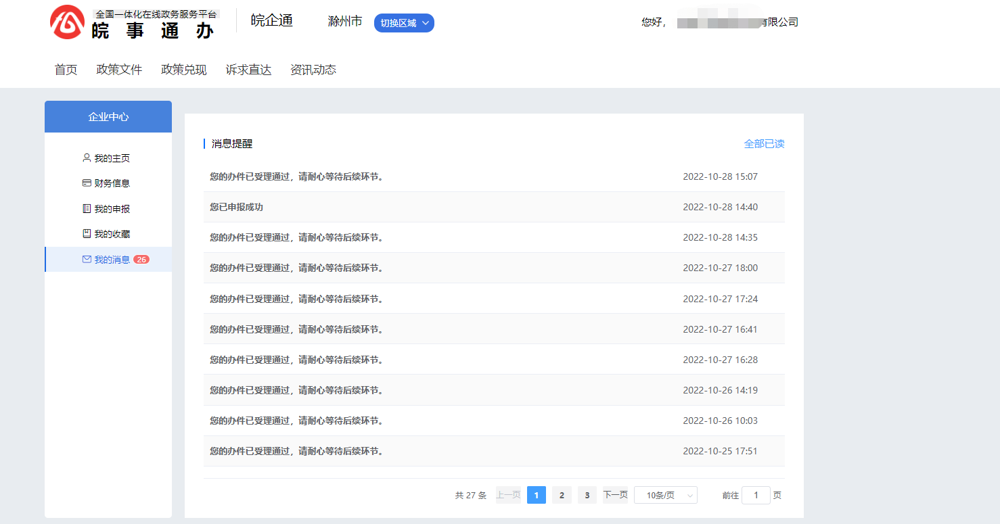 全国一体化在线政务服务平台
皖事通办
皖企通
滁州市
切换区域
您好，
有限公司
首页 政策文件 政策兑现 诉求直达 资讯动态
企业中心
我的主页
财务信息
我的申报
我的收藏
我的消息 26
消息提醒 全部已读
您的办件已受理通过，请耐心等待后续环节。 2022-10-28 15:07
您已申报成功 2022-10-28 14:40
您的办件已受理通过，请耐心等待后续环节。 2022-10-28 14:35
您的办件已受理通过，请耐心等待后续环节。 2022-10-27 18:00
您的办件已受理通过，请耐心等待后续环节。 2022-10-27 17:24
您的办件已受理通过，请耐心等待后续环节。 2022-10-27 16:41
您的办件已受理通过，请耐心等待后续环节。 2022-10-27 16:28
您的办件已受理通过，请耐心等待后续环节。 2022-10-26 14:19
您的办件已受理通过，请耐心等待后续环节。 2022-10-26 10:03
您的办件已受理通过，请耐心等待后续环节。 2022-10-25 17:51
共 27 条 上一页 1 2 3 下一页 10条/页 前往 1 页